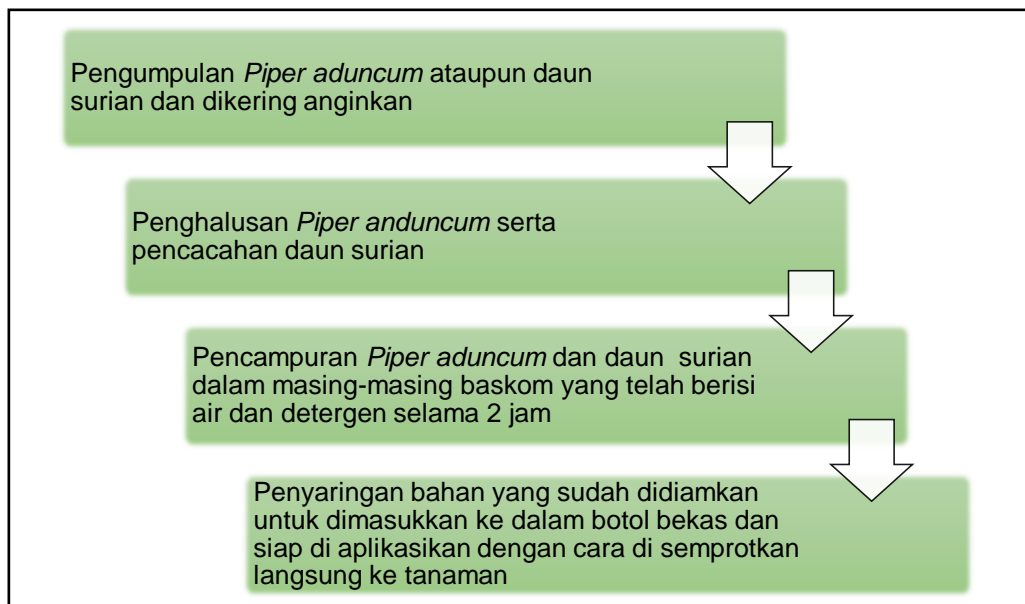 Pengumpulan Piper aduncum ataupun daun
surian dan dikering anginkan
Penghalusan Piper anduncum serta
pencacahan daun surian
Pencampuran Piper aduncum dan daun surian
dalam masing-masing baskom yang telah berisi
air dan detergen selama 2 jam
Penyaringan bahan yang sudah didiamkan
untuk dimasukkan ke dalam botol bekas dan
siap di aplikasikan dengan cara di semprotkan
langsung ke tanaman